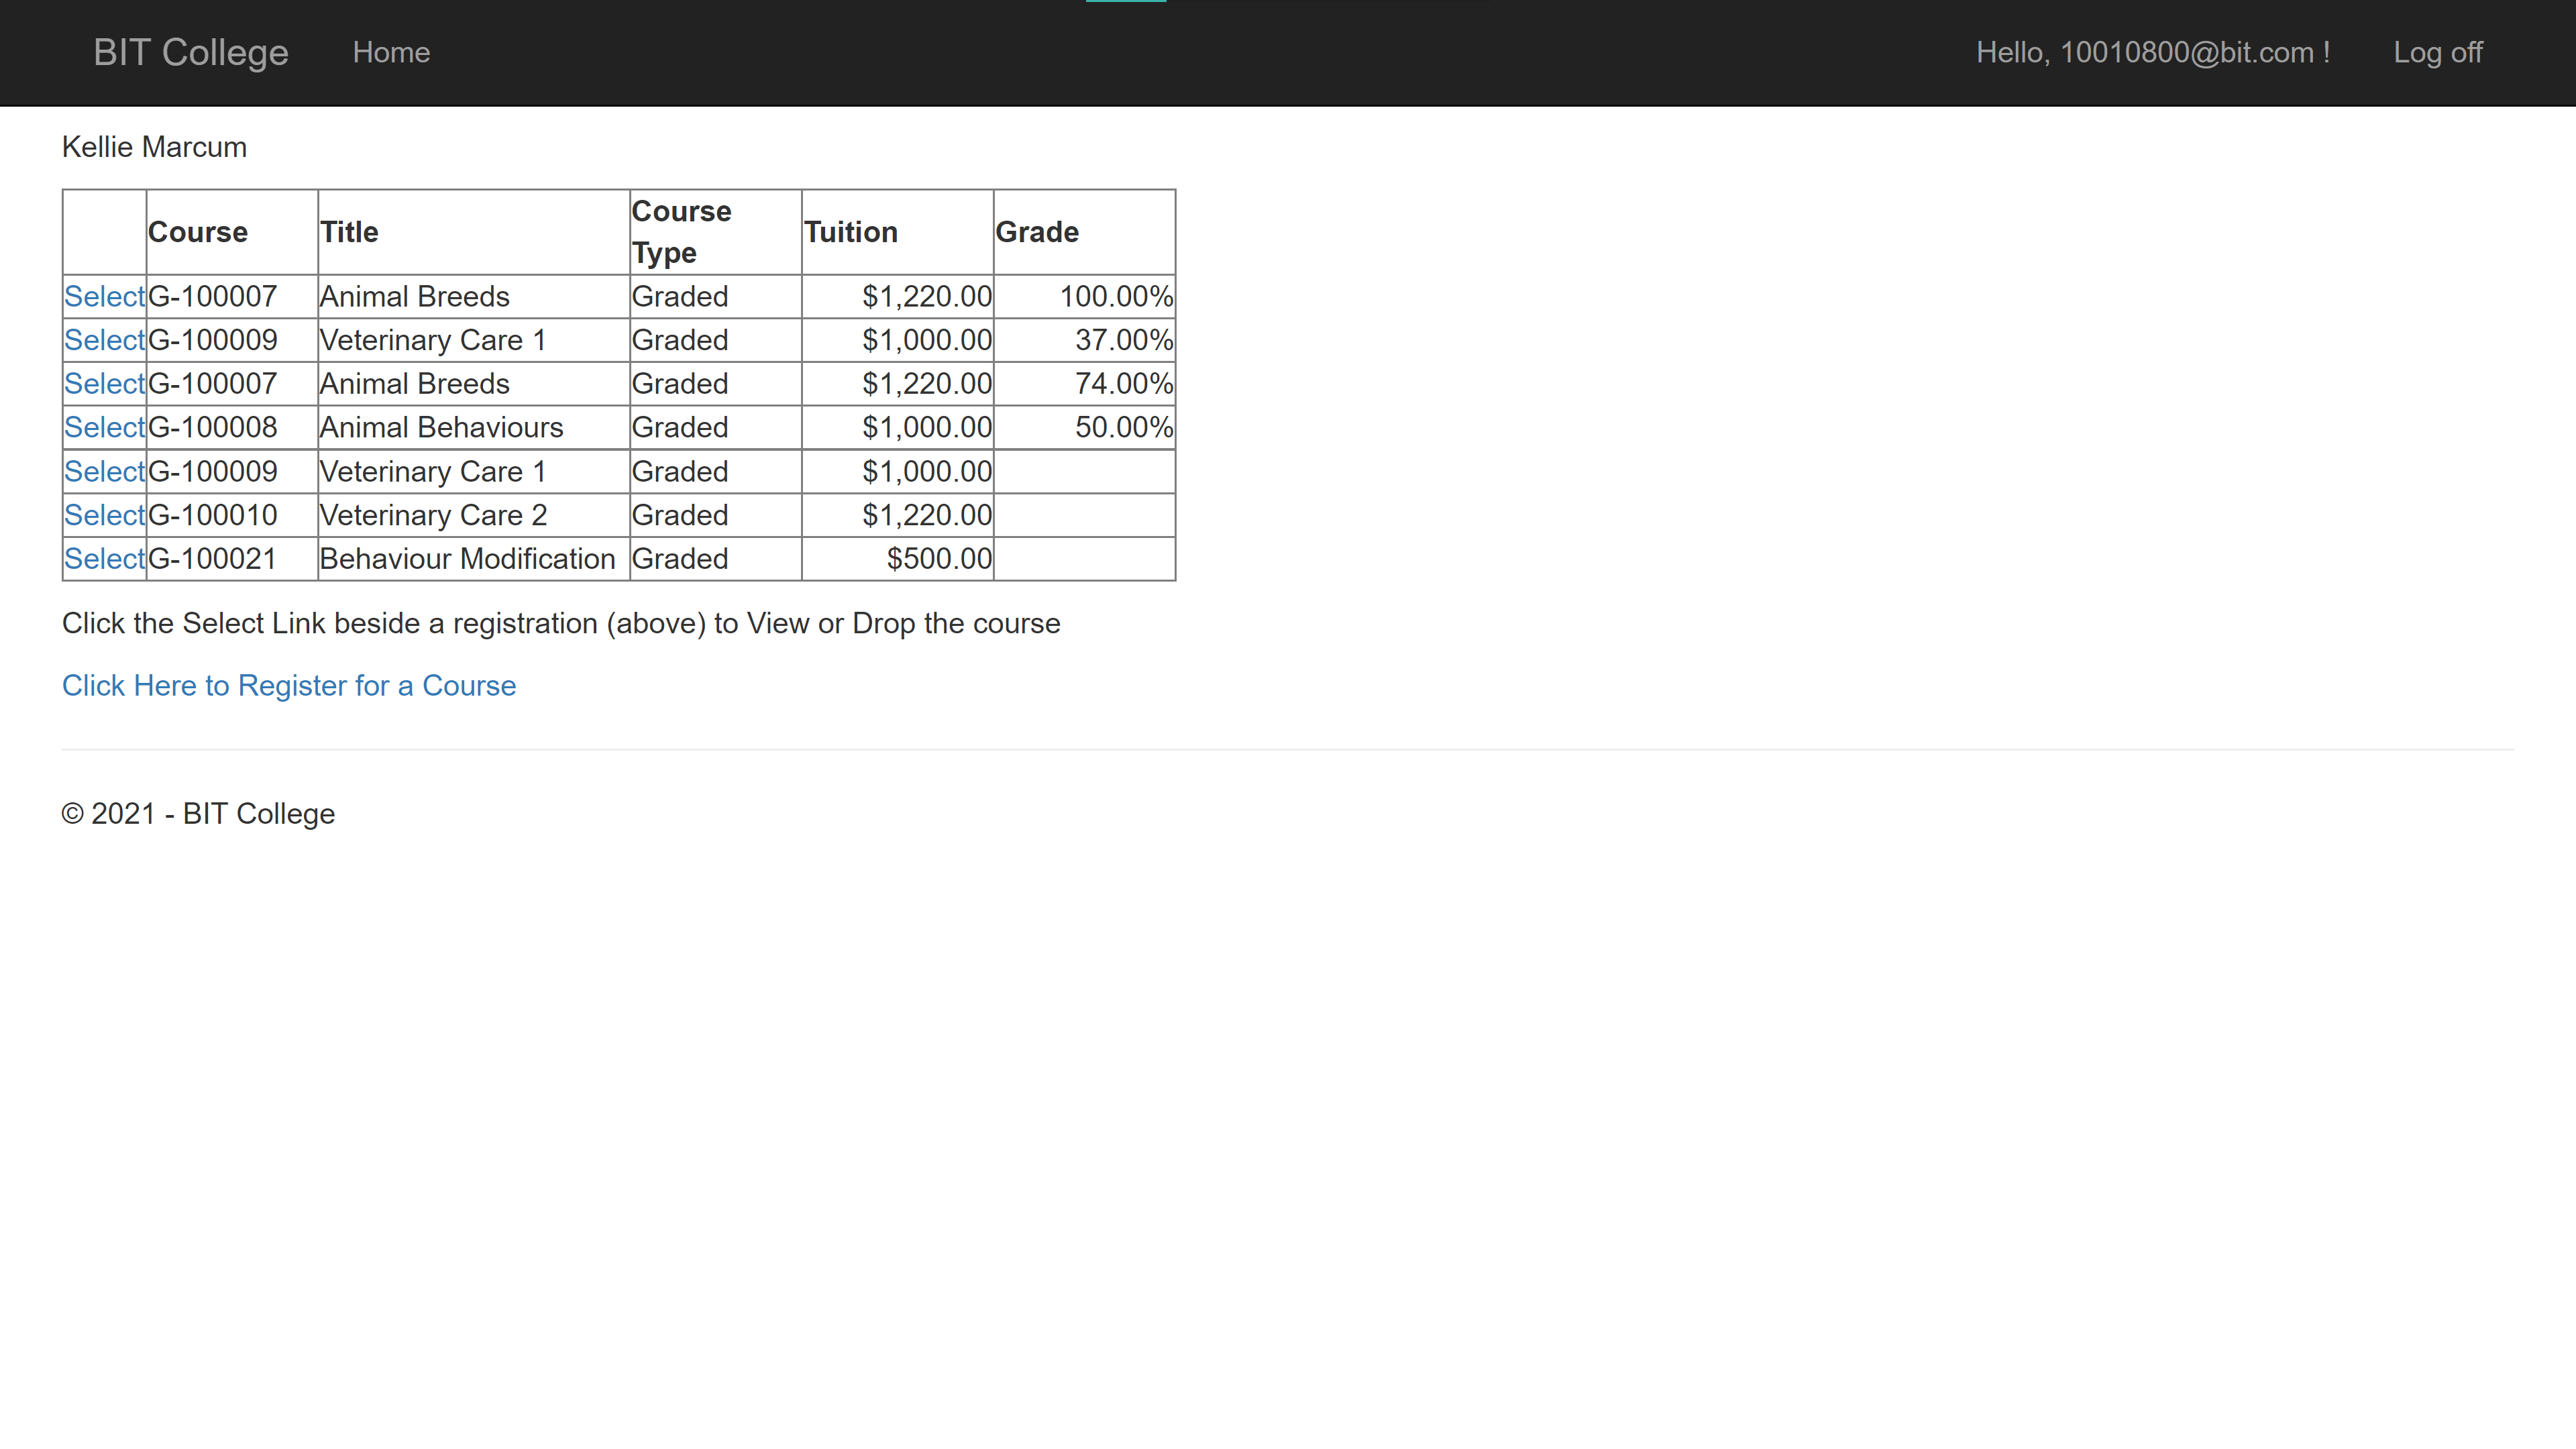 BIT College Home Hello, 10010800@bit.com ! Log off
Kellie Marcum
Course Title Course Type Tuition Grade
Select G-100007 Animal Breeds Graded $1,220.00 100.00%
Select G-100009 Veterinary Care 1 Graded $1,000.00 37.00%
Select G-100007 Animal Breeds Graded $1,220.00 74.00%
Select G-100008 Animal Behaviours Graded $1,000.00 50.00%
Select G-100009 Veterinary Care 1 Graded $1,000.00
Select G-100010 Veterinary Care 2 Graded $1,220.00
Select G-100021 Behaviour Modification Graded $500.00
Click the Select Link beside a registration (above) to View or Drop the course
Click Here to Register for a Course
© 2021 - BIT College